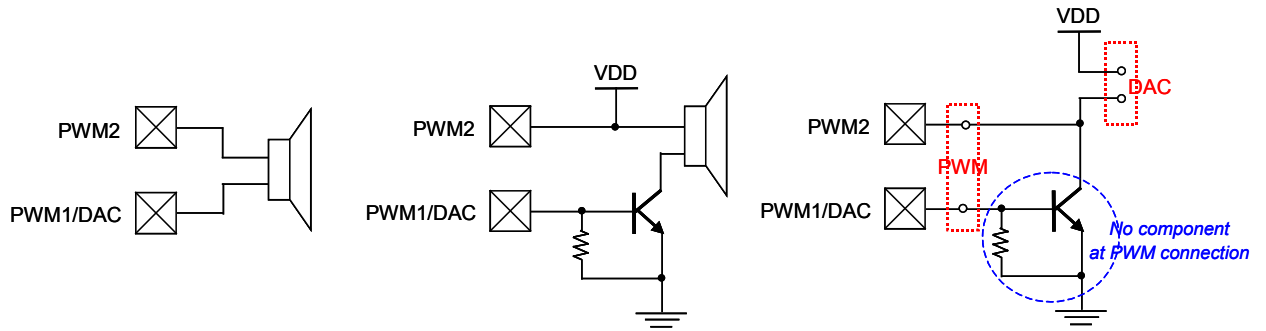 PWM2
PWM1/DAC
VDD
PWM2
PWM1/DAC
VDD
DAC
PWM2
PWM
PWM1/DAC
No component
at PWM connection